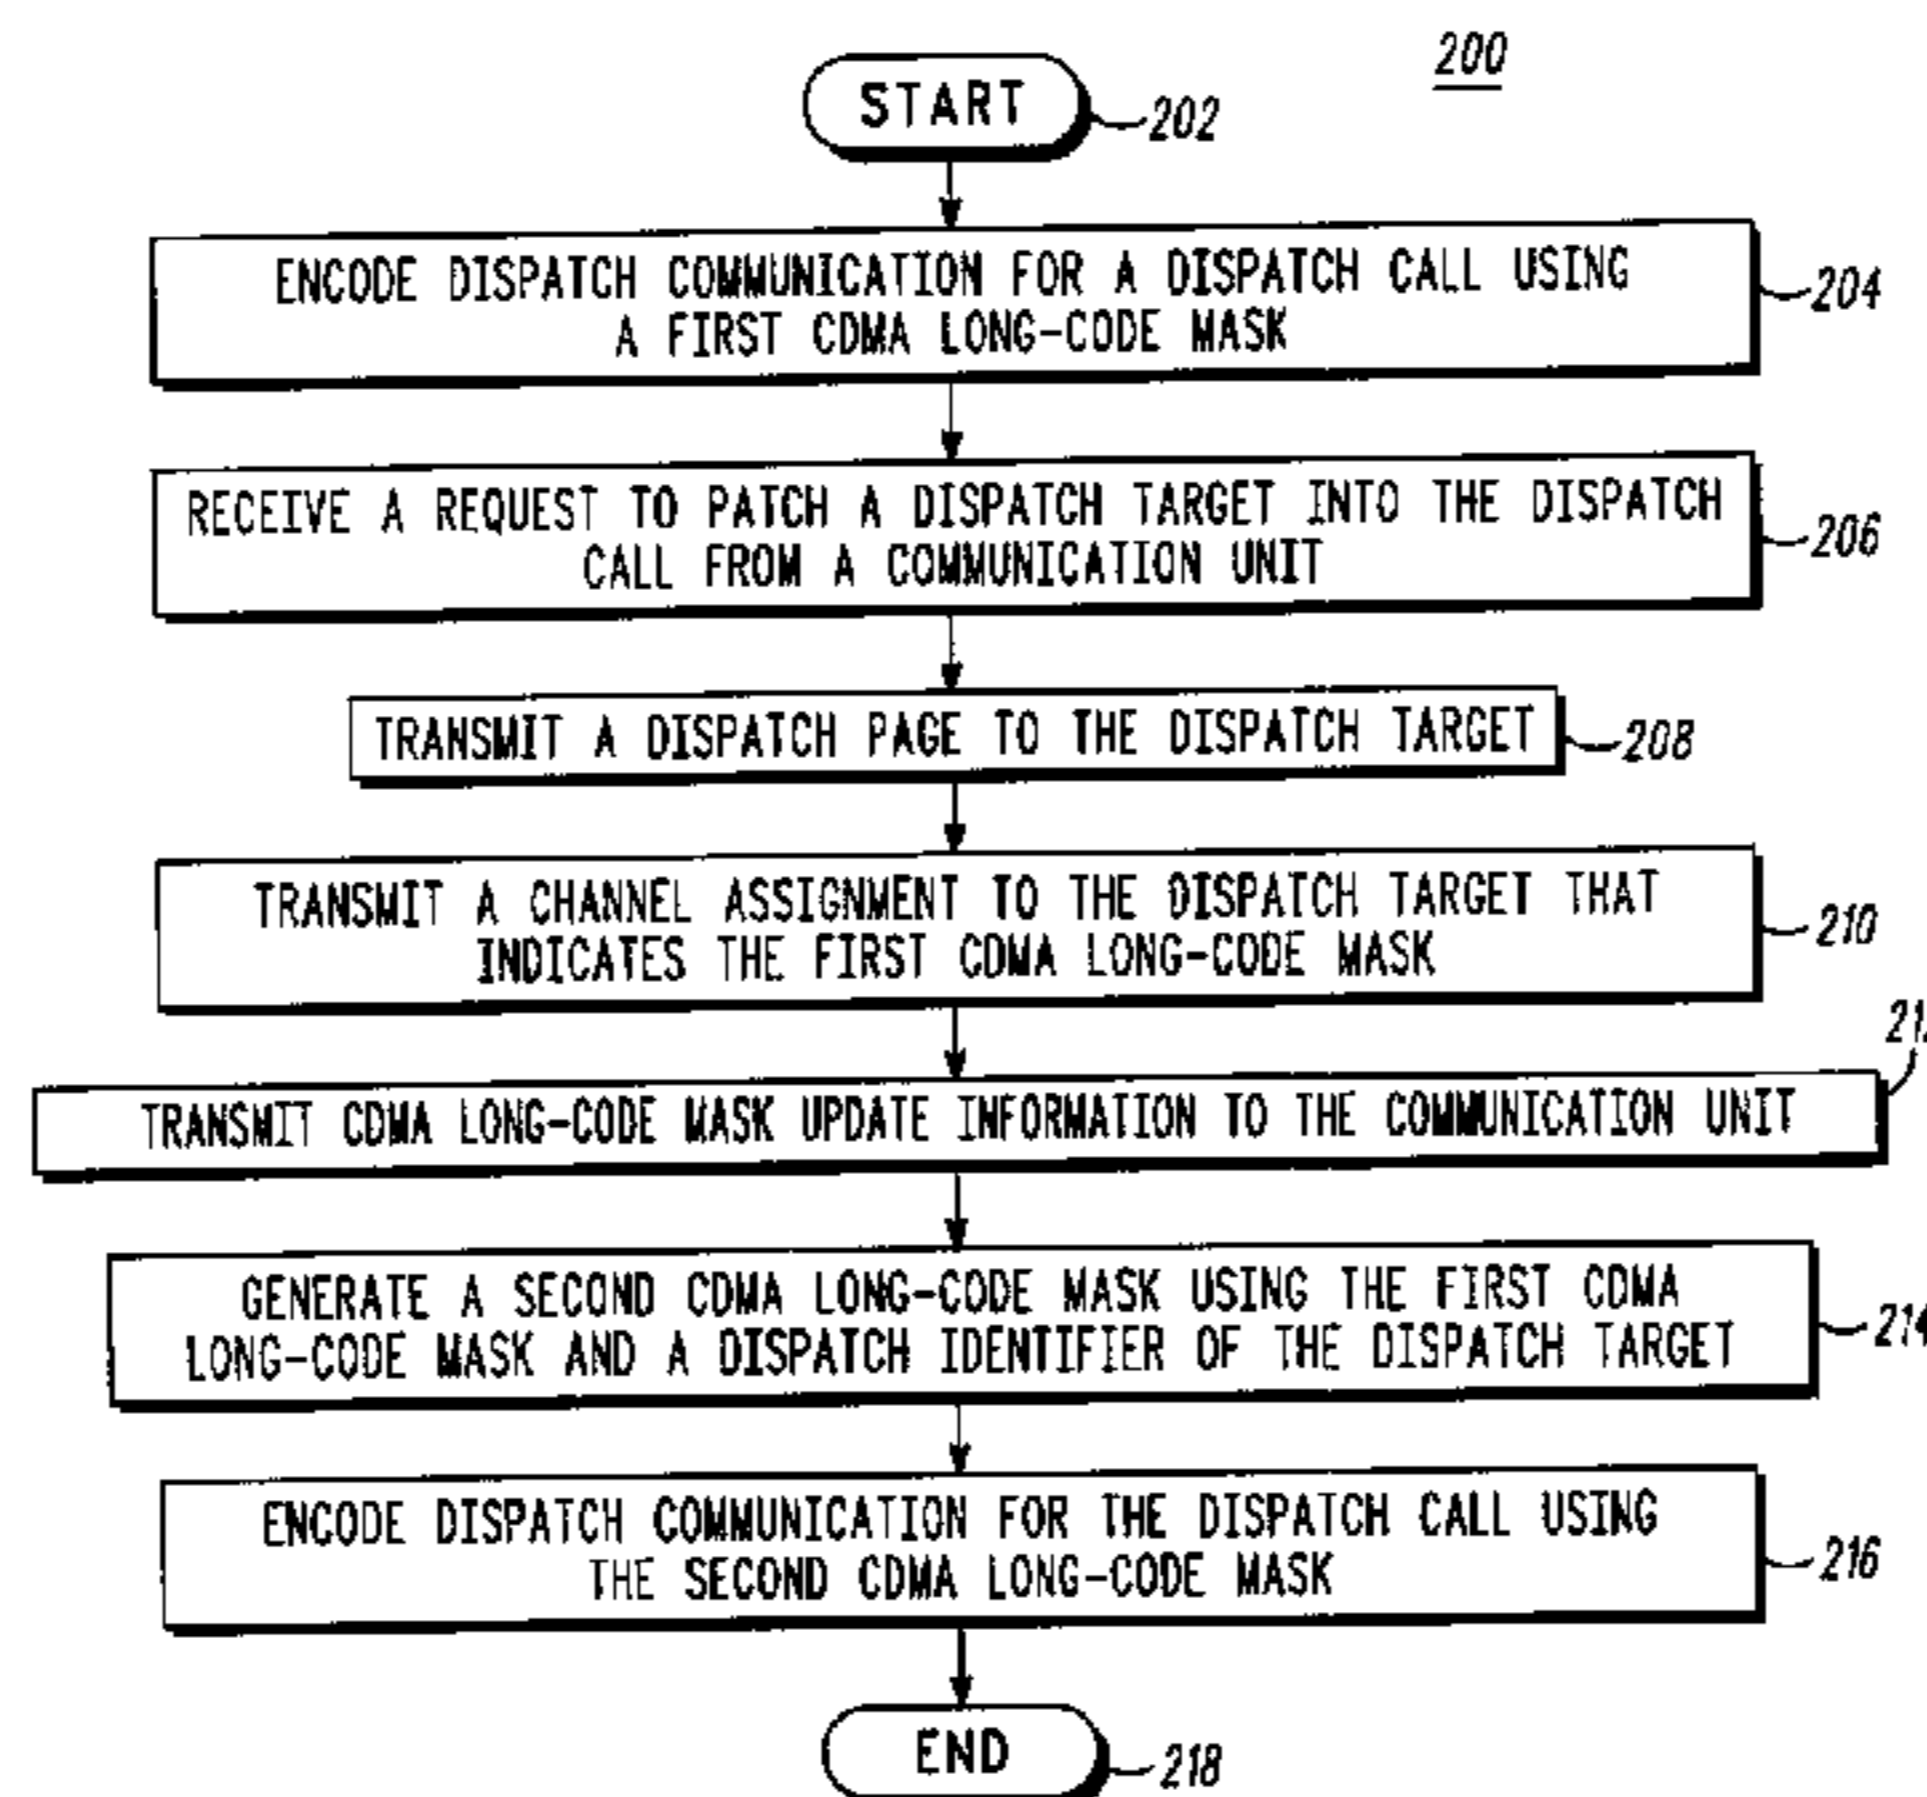 200
START
202
ENCODE DISPATCH COMMUNICATION FOR A DISPATCH CALL USING
A FIRST CDMA LONG-CODE MASK
204
RECEIVE A REQUEST TO PATCH A DISPATCH TARGET INTO THE DISPATCH
CALL FROM A COMMUNICATION UNIT
206
TRANSMIT A DISPATCH PAGE TO THE DISPATCH TARGET
208
TRANSMIT A CHANNEL ASSIGNMENT TO THE DISPATCH TARGET THAT
INDICATES THE FIRST CDMA LONG-CODE MASK
210
TRANSMIT CDMA LONG-CODE MASK UPDATE INFORMATION TO THE COMMUNICATION UNIT
GENERATE A SECOND CDMA LONG-CODE MASK USING THE FIRST CDMA
LONG-CODE MASK AND A DISPATCH IDENTIFIER OF THE DISPATCH TARGET
214
ENCODE DISPATCH COMMUNICATION FOR THE DISPATCH CALL USING
THE SECOND CDMA LONG-CODE MASK
216
END
218